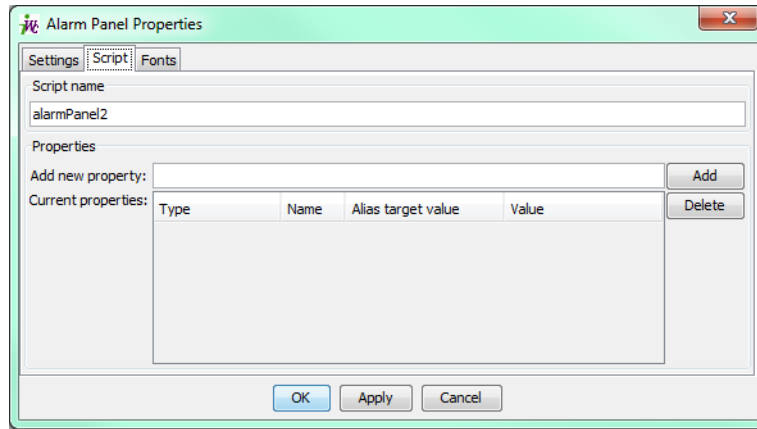 Alarm Panel Properties
x
Settings Script Fonts
Script name
alarmPanel2
Properties
Add new property: Add
Current properties: Type Name Alias target value Value Delete
OK Apply Cancel